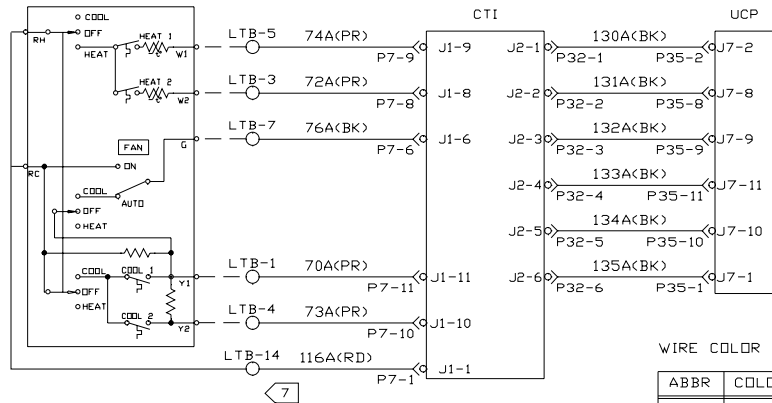 CTI UCP
COOL
OFF
RH
HEAT HEAT 1 W1 LTB-5 74A(PR) P7-9 J1-9 J2-1 P32-1 130A(BK) P35-2 J7-2
HEAT 2 W2 LTB-3 72A(PR) P7-8 J1-8 J2-2 P32-2 131A(BK) P35-8 J7-8
G LTB-7 76A(BK) P7-6 J1-6 J2-3 P32-3 132A(BK) P35-9 J7-9
FAN
RC ON
J2-4 P32-4 133A(BK) P35-11 J7-11
COOL AUTO
OFF
HEAT
J2-5 P32-5 134A(BK) P35-10 J7-10
COOL COOL 1 Y1 LTB-1 70A(PR) P7-11 J1-11 J2-6 P32-6 135A(BK) P35-1 J7-1
OFF
HEAT COOL 2 Y2 LTB-4 73A(PR) P7-10 J1-10
LTB-14 116A(RD) P7-1 J1-1
7
WIRE COLOR
ABBR COLO